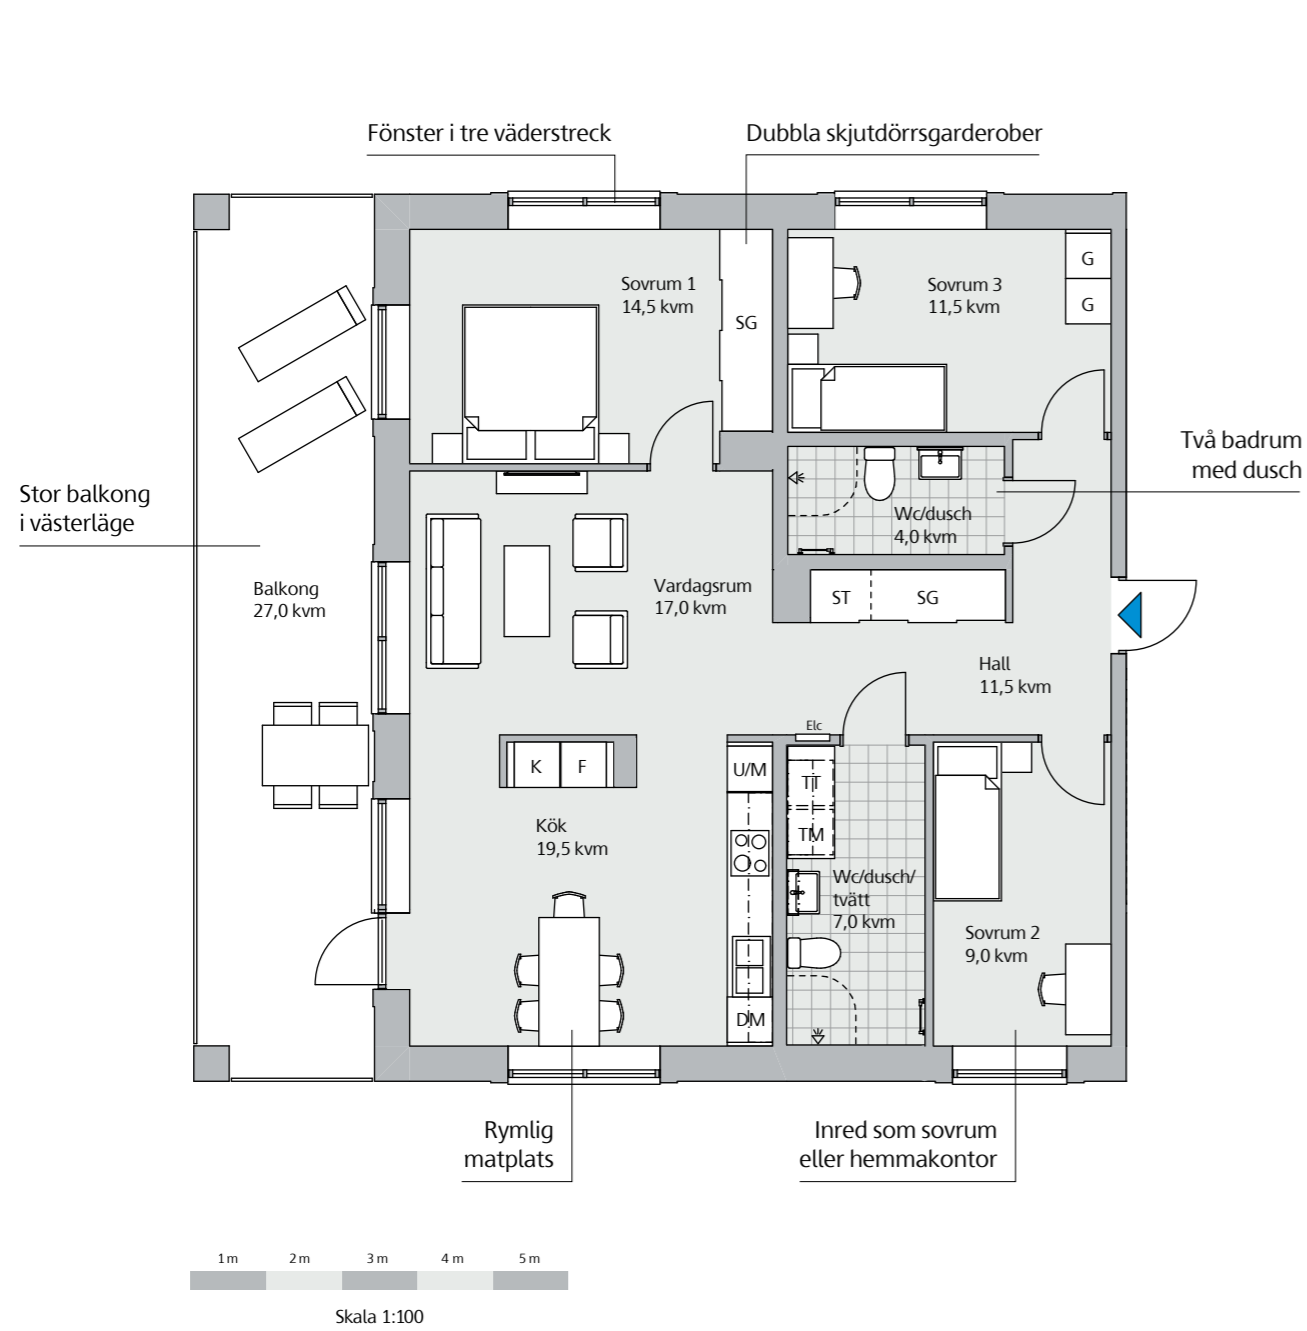 Fönster i tre väderstreck
Dubbla skjutdörrsgarderober
Sovrum 1
14,5 kvm
SG
Sovrum 3
11,5 kvm
G
G
Två badrum
med dusch
Stor balkong
i västerläge
Wc/dusch
4,0 kvm
Balkong
27,0 kvm
Vardagsrum
17,0 kvm
ST
SG
Hall
11,5 kvm
Elc
K
F
U/M
TT
TM
Kök
19,5 kvm
Wc/dusch/
tvätt
7,0 kvm
Sovrum 2
9,0 kvm
DM
Rymlig
matplats
Inred som sovrum
eller hemmakontor
1 m
2 m
3 m
4 m
5 m
Skala 1:100